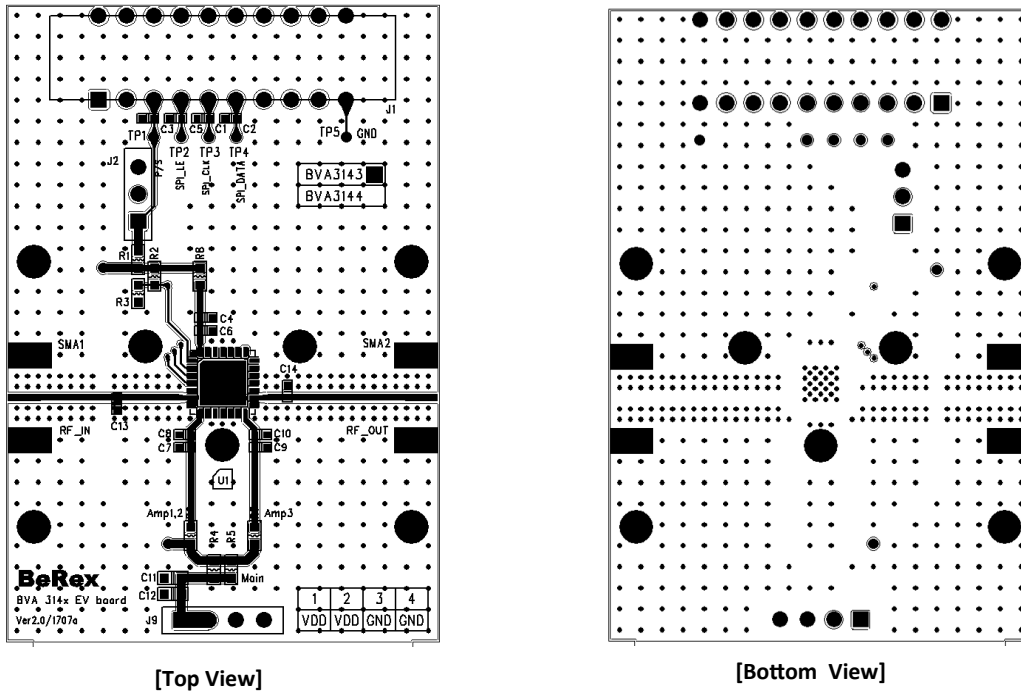 J1
C3 C5 C1 C2
TP1 TP2 TP3 TP4 TP5 GND
J2
P/S
SPI_LE
SPI_CLK
SPI_DATA
BVA3143
BVA3144
R1 R2 R8
R3
C4
C6
SMA1 SMA2
C14
C13
RF_IN RF_OUT
C8 C10
C7 C9
U1
Amp1,2 Amp3
R4 R5
BeRex
C11 Main
C12
BVA 314x EV board
Ver2.0/1707a
J9
1 2 3 4
VDD VDD GND GND
[Top View]
[Bottom View]